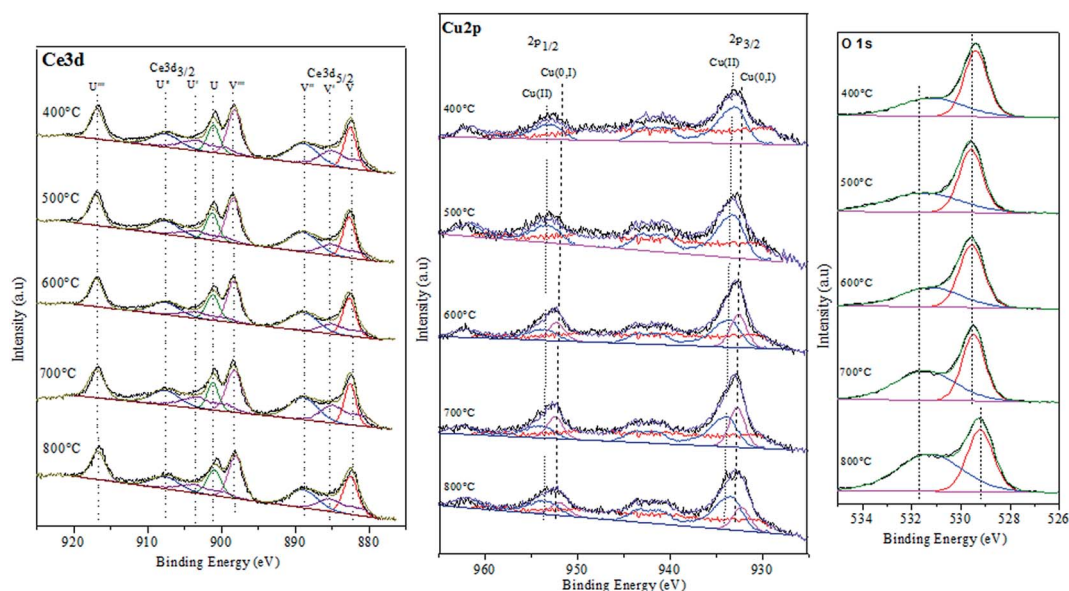 Ce3d
Ce3d3/2
Ce3d5/2
U''' U" U' U V''' V" V' V
400°C
500°C
600°C
700°C
800°C
Intensity (a.u)
920 910 900 890 880
Binding Energy (eV)
Cu2p
2p1/2
2p3/2
Cu(II)
Cu(0,I)
Cu(II)
Cu(0,I)
400°C
500°C
600°C
700°C
800°C
Intensity (a.u)
960 950 940 930
Binding Energy (eV)
O 1s
400°C
500°C
600°C
700°C
800°C
Intensity (a.u)
534 532 530 528 526
Binding Energy (eV)